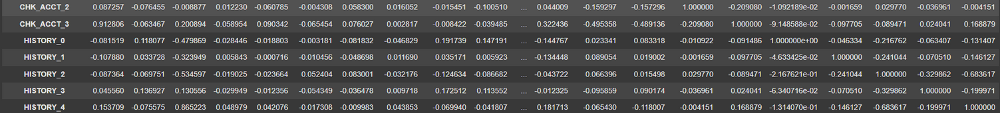 CHK_ACCT_2 0.087257 -0.076455 -0.008877 0.012230 -0.060785 -0.004308 0.058300 0.016052 -0.015451 -0.100510 ... 0.044009 -0.159297 -0.157296 1.000000 -0.209080 -1.092189e-02 -0.001659 0.029770 -0.036961 -0.004151
CHK_ACCT_3 0.912806 -0.063467 0.200894 -0.058954 0.090342 -0.065454 0.076027 0.002817 -0.008422 -0.039485 ... 0.322436 -0.495358 -0.489136 -0.209080 1.000000 -9.148588e-02 -0.097705 -0.089471 0.024041 0.168879
HISTORY_0 -0.081519 0.118077 -0.479869 -0.028446 -0.018803 -0.003181 -0.081832 -0.046829 0.191739 0.147191 ... -0.144767 0.023341 0.083318 -0.010922 -0.091486 1.000000e+00 -0.046334 -0.216762 -0.063407 -0.131407
HISTORY_1 -0.107880 0.033728 -0.323949 0.005843 -0.000716 -0.010456 -0.048698 0.011690 0.035171 0.005923 ... -0.134448 0.089054 0.019002 -0.001659 -0.097705 -4.633425e-02 1.000000 -0.241044 -0.070510 -0.146127
HISTORY_2 -0.087364 -0.069751 -0.534597 -0.019025 -0.023664 0.052404 0.083001 -0.032176 -0.124634 -0.086682 ... -0.043722 0.066396 0.015498 0.029770 -0.089471 -2.167621e-01 -0.241044 1.000000 -0.329862 -0.683617
HISTORY_3 0.045560 0.136927 0.130556 -0.029949 -0.012356 -0.054349 -0.036478 0.009718 0.172512 0.113552 ... -0.012325 -0.095859 0.090174 -0.036961 0.024041 -6.340716e-02 -0.070510 -0.329862 1.000000 -0.199971
HISTORY_4 0.153709 -0.075575 0.865223 0.048979 0.042076 -0.017308 -0.009983 0.043853 -0.069940 -0.041807 ... 0.181713 -0.065430 -0.118007 -0.004151 0.168879 -1.314070e-01 -0.146127 -0.683617 -0.199971 1.000000